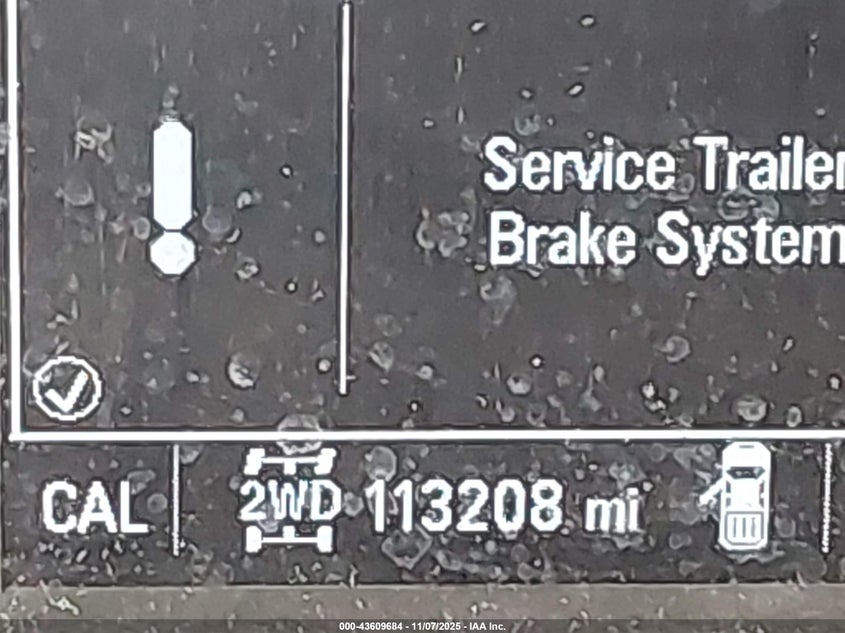 Service Trailer
Brake System
CAL
2WD
113208 mi
000-43609684 - 11/07/2025 - IAA Inc.